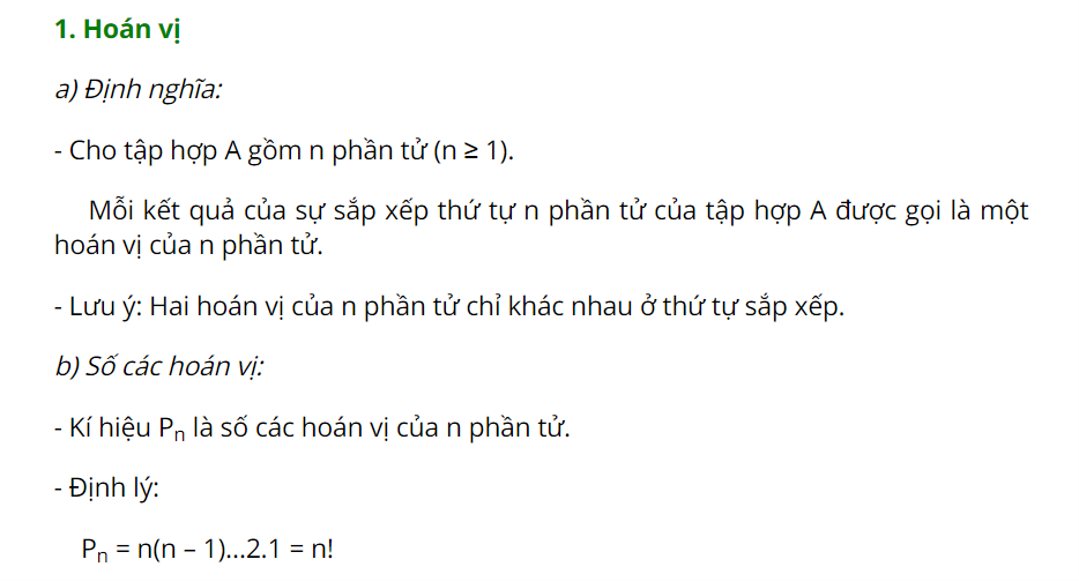 1. Hoán vị
a) Định nghĩa:
- Cho tập hợp A gồm n phần tử (n ≥ 1).
Mỗi kết quả của sự sắp xếp thứ tự n phần tử của tập hợp A được gọi là một
hoán vị của n phần tử.
- Lưu ý: Hai hoán vị của n phần tử chỉ khác nhau ở thứ tự sắp xếp.
b) Số các hoán vị:
- Kí hiệu Pₙ là số các hoán vị của n phần tử.
- Định lý:
Pₙ = n(n – 1)...2.1 = n!